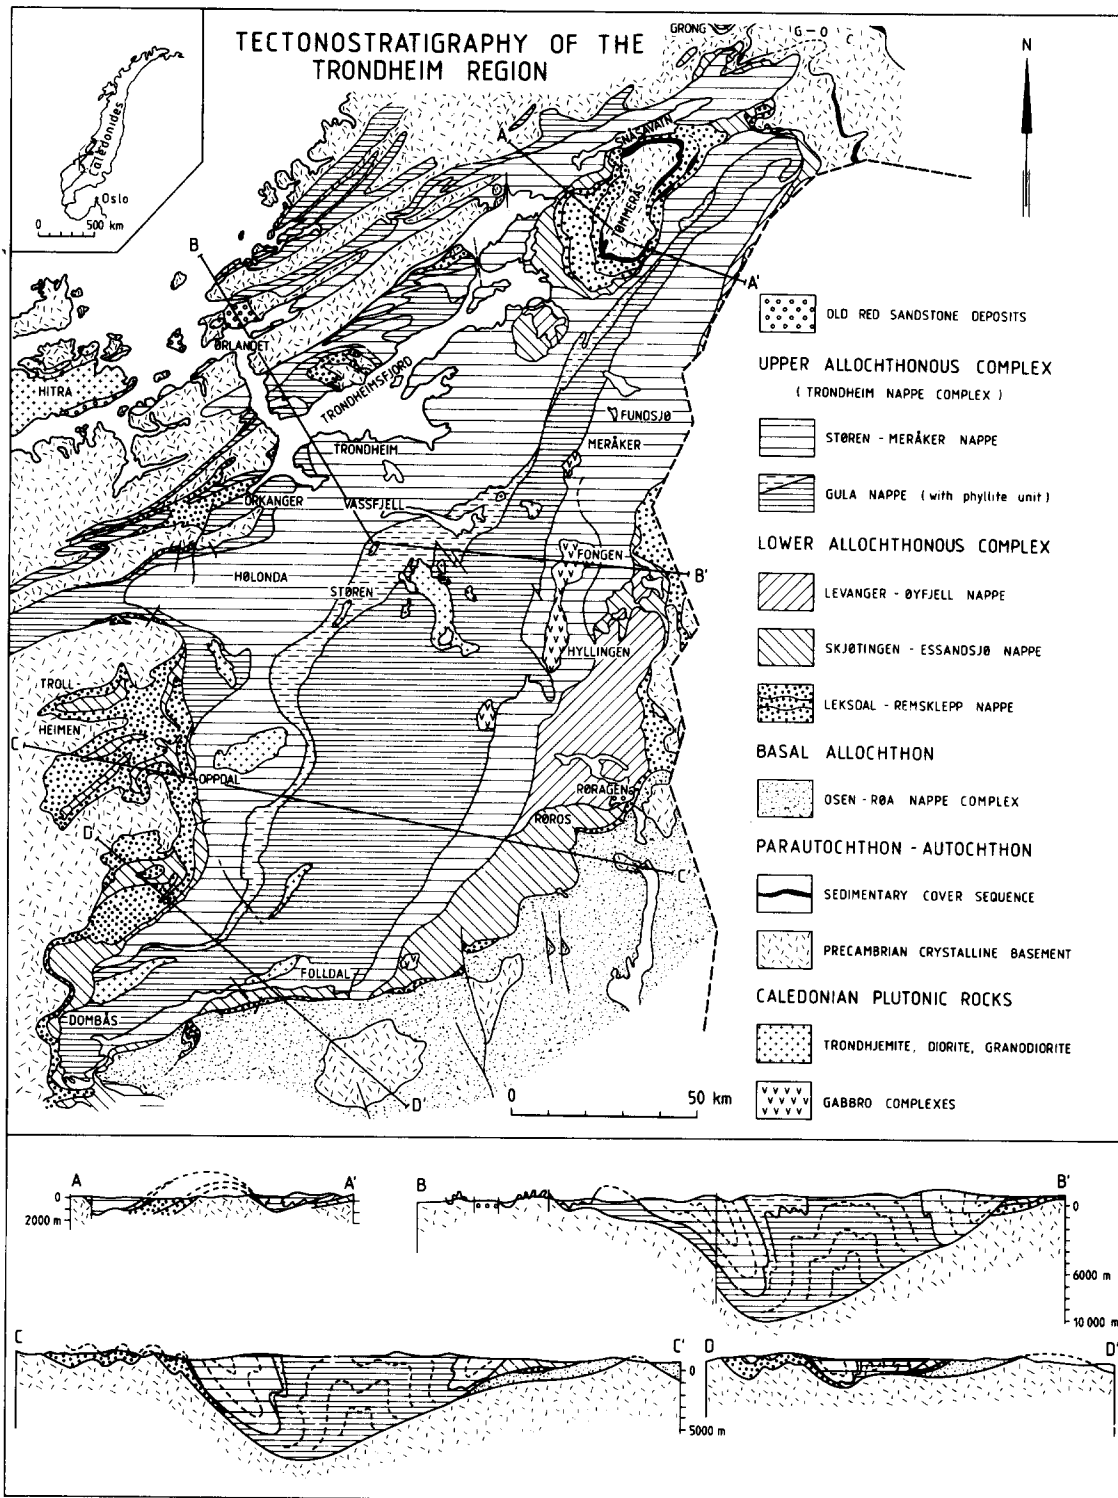 TECTONOSTRATIGRAPHY OF THE
TRONDHEIM REGION
Caledonides
Oslo
0 500 km
GRONG
G-O C
N
A
SNÅSAVATN
TØMMERÅS
A'
B
ØRLANDET
HITRA
TRONDHEIMSFJORD
FUNDSJØ
MERÅKER
TRONDHEIM
ORKANGER
VASSFJELL
FONGEN
B'
HØLONDA
STØREN
HYLLINGEN
TROLL
HEIMEN
C
OPPDAL
RØRAGEN
RØROS
D
C'
FOLLDAL
DOMBÅS
D'
0 50 km
OLD RED SANDSTONE DEPOSITS
UPPER ALLOCHTHONOUS COMPLEX
( TRONDHEIM NAPPE COMPLEX )
STØREN - MERÅKER NAPPE
GULA NAPPE (with phyllite unit)
LOWER ALLOCHTHONOUS COMPLEX
LEVANGER - ØYFJELL NAPPE
SKJØTINGEN - ESSANDSJØ NAPPE
LEKSDAL - REMSKLEPP NAPPE
BASAL ALLOCHTHON
OSEN - RØA NAPPE COMPLEX
PARAUTOCHTHON - AUTOCHTHON
SEDIMENTARY COVER SEQUENCE
PRECAMBRIAN CRYSTALLINE BASEMENT
CALEDONIAN PLUTONIC ROCKS
TRONDHJEMITE, DIORITE, GRANODIORITE
GABBRO COMPLEXES
A A'
0
2000 m
B B'
0
6000 m
10 000 m
C C'
0
5000 m
D D'